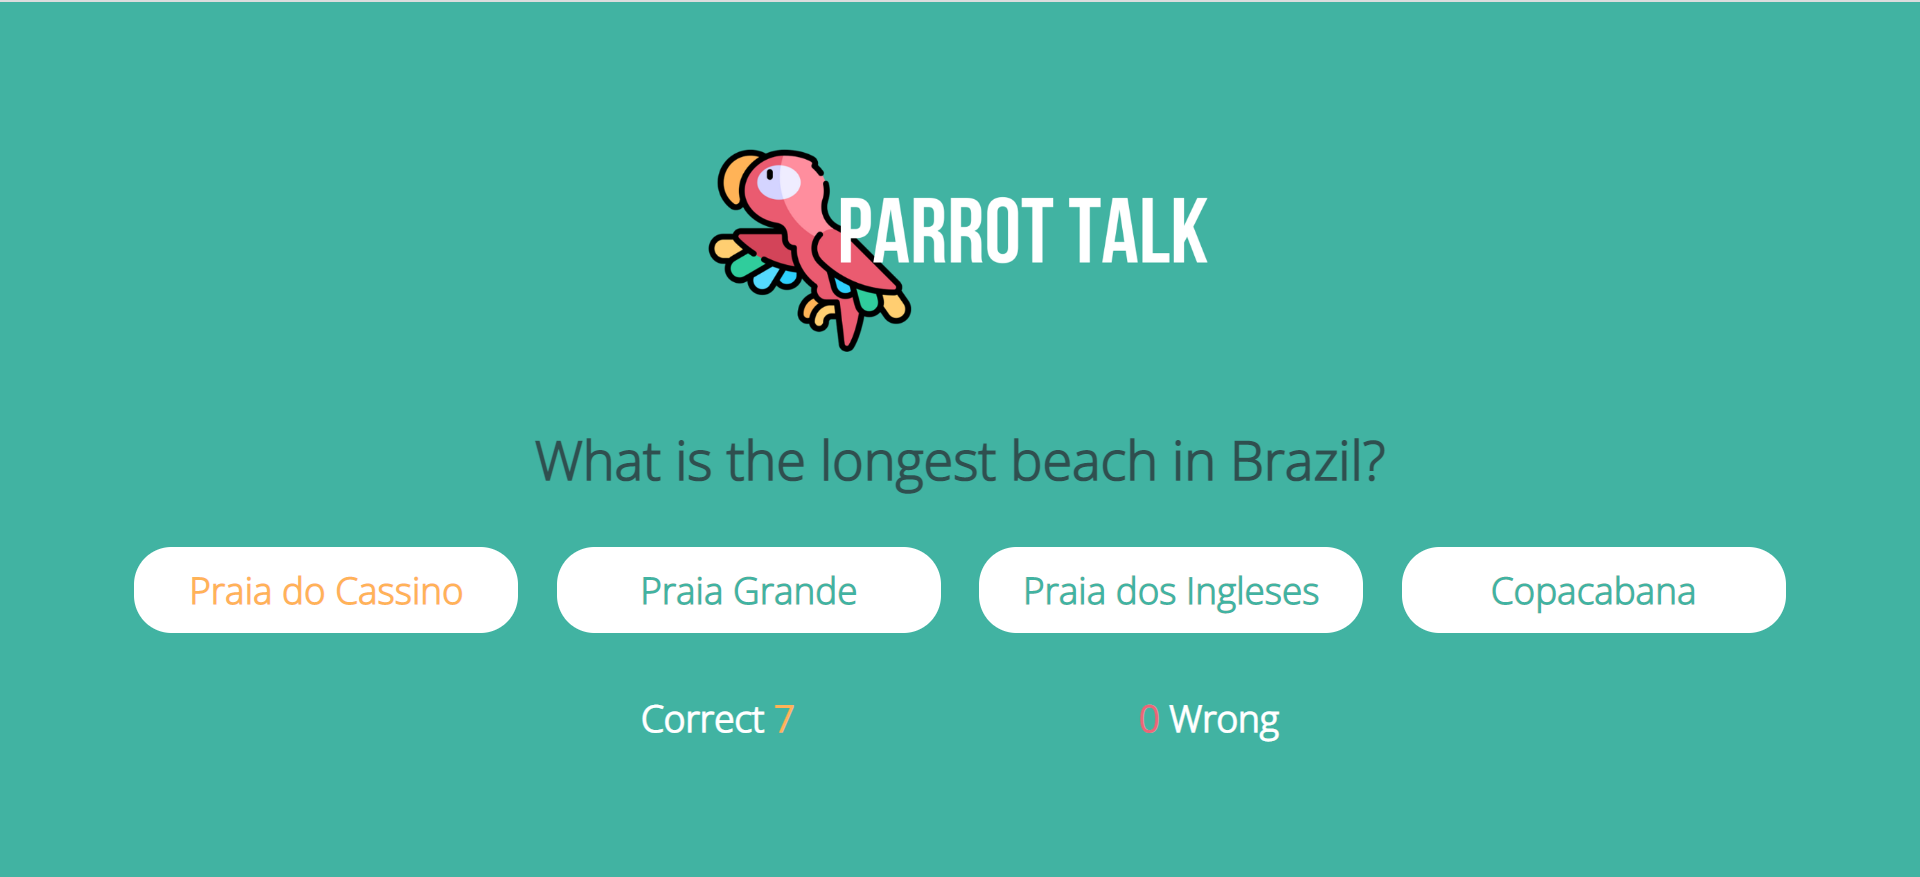 PARROT TALK
What is the longest beach in Brazil?
Praia do Cassino
Praia Grande
Praia dos Ingleses
Copacabana
Correct 7
0 Wrong